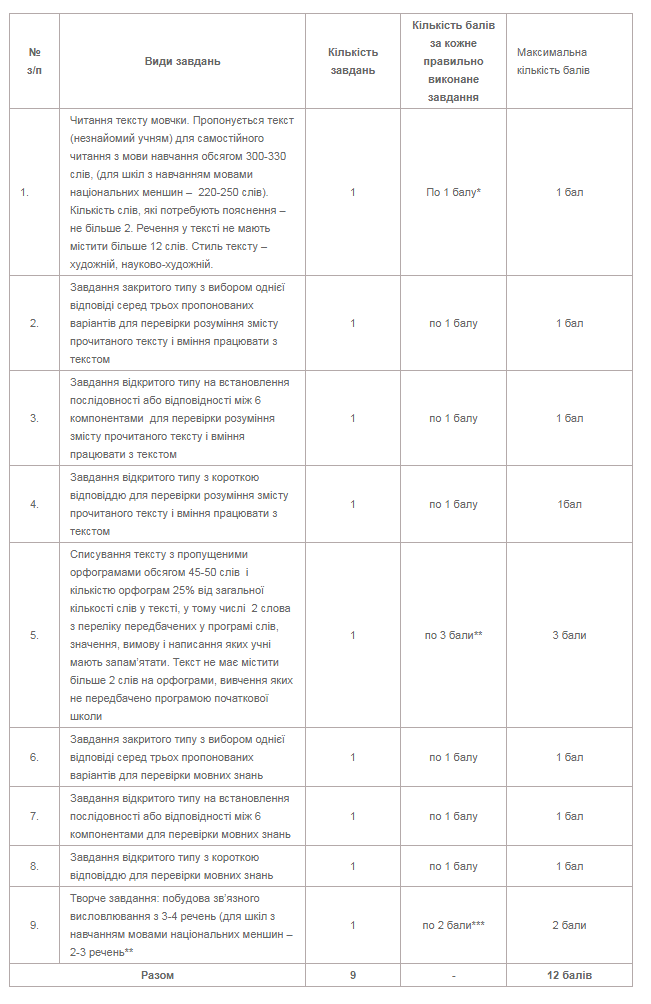 №
з/п
Види завдань
Кількість
завдань
Кількість балів
за кожне
правильно
виконане
завдання
Максимальна
кількість балів
1.
Читання тексту мовчки. Пропонується текст
(незнайомий учням) для самостійного
читання з мови навчання обсягом 300-330
слів, (для шкіл з навчанням мовами
національних меншин – 220-250 слів).
Кількість слів, які потребують пояснення –
не більше 2. Речення у тексті не мають
містити більше 12 слів. Стиль тексту –
художній, науково-художній.
1
По 1 балу*
1 бал
2.
Завдання закритого типу з вибором однієї
відповіді серед трьох пропонованих
варіантів для перевірки розуміння змісту
прочитаного тексту і вміння працювати з
текстом
1
по 1 балу
1 бал
3.
Завдання відкритого типу на встановлення
послідовності або відповідності між 6
компонентами для перевірки розуміння
змісту прочитаного тексту і вміння
працювати з текстом
1
по 1 балу
1 бал
4.
Завдання відкритого типу з короткою
відповіддю для перевірки розуміння змісту
прочитаного тексту і вміння працювати з
текстом
1
по 1 балу
1бал
5.
Списування тексту з пропущеними
орфограмами обсягом 45-50 слів і
кількістю орфограм 25% від загальної
кількості слів у тексті, у тому числі 2 слова
з переліку передбачених у програмі слів,
значення, вимову і написання яких учні
мають запам’ятати. Текст не має містити
більше 2 слів на орфограми, вивчення яких
не передбачено програмою початкової
школи
1
по 3 бали**
3 бали
6.
Завдання закритого типу з вибором однієї
відповіді серед трьох пропонованих
варіантів для перевірки мовних знань
1
по 1 балу
1 бал
7.
Завдання відкритого типу на встановлення
послідовності або відповідності між 6
компонентами для перевірки мовних знань
1
по 1 балу
1 бал
8.
Завдання відкритого типу з короткою
відповіддю для перевірки мовних знань
1
по 1 балу
1 бал
9.
Творче завдання: побудова зв’язного
висловлювання з 3-4 речень (для шкіл з
навчанням мовами національних меншин –
2-3 речень**
1
по 2 бали***
2 бали
Разом
9
-
12 балів